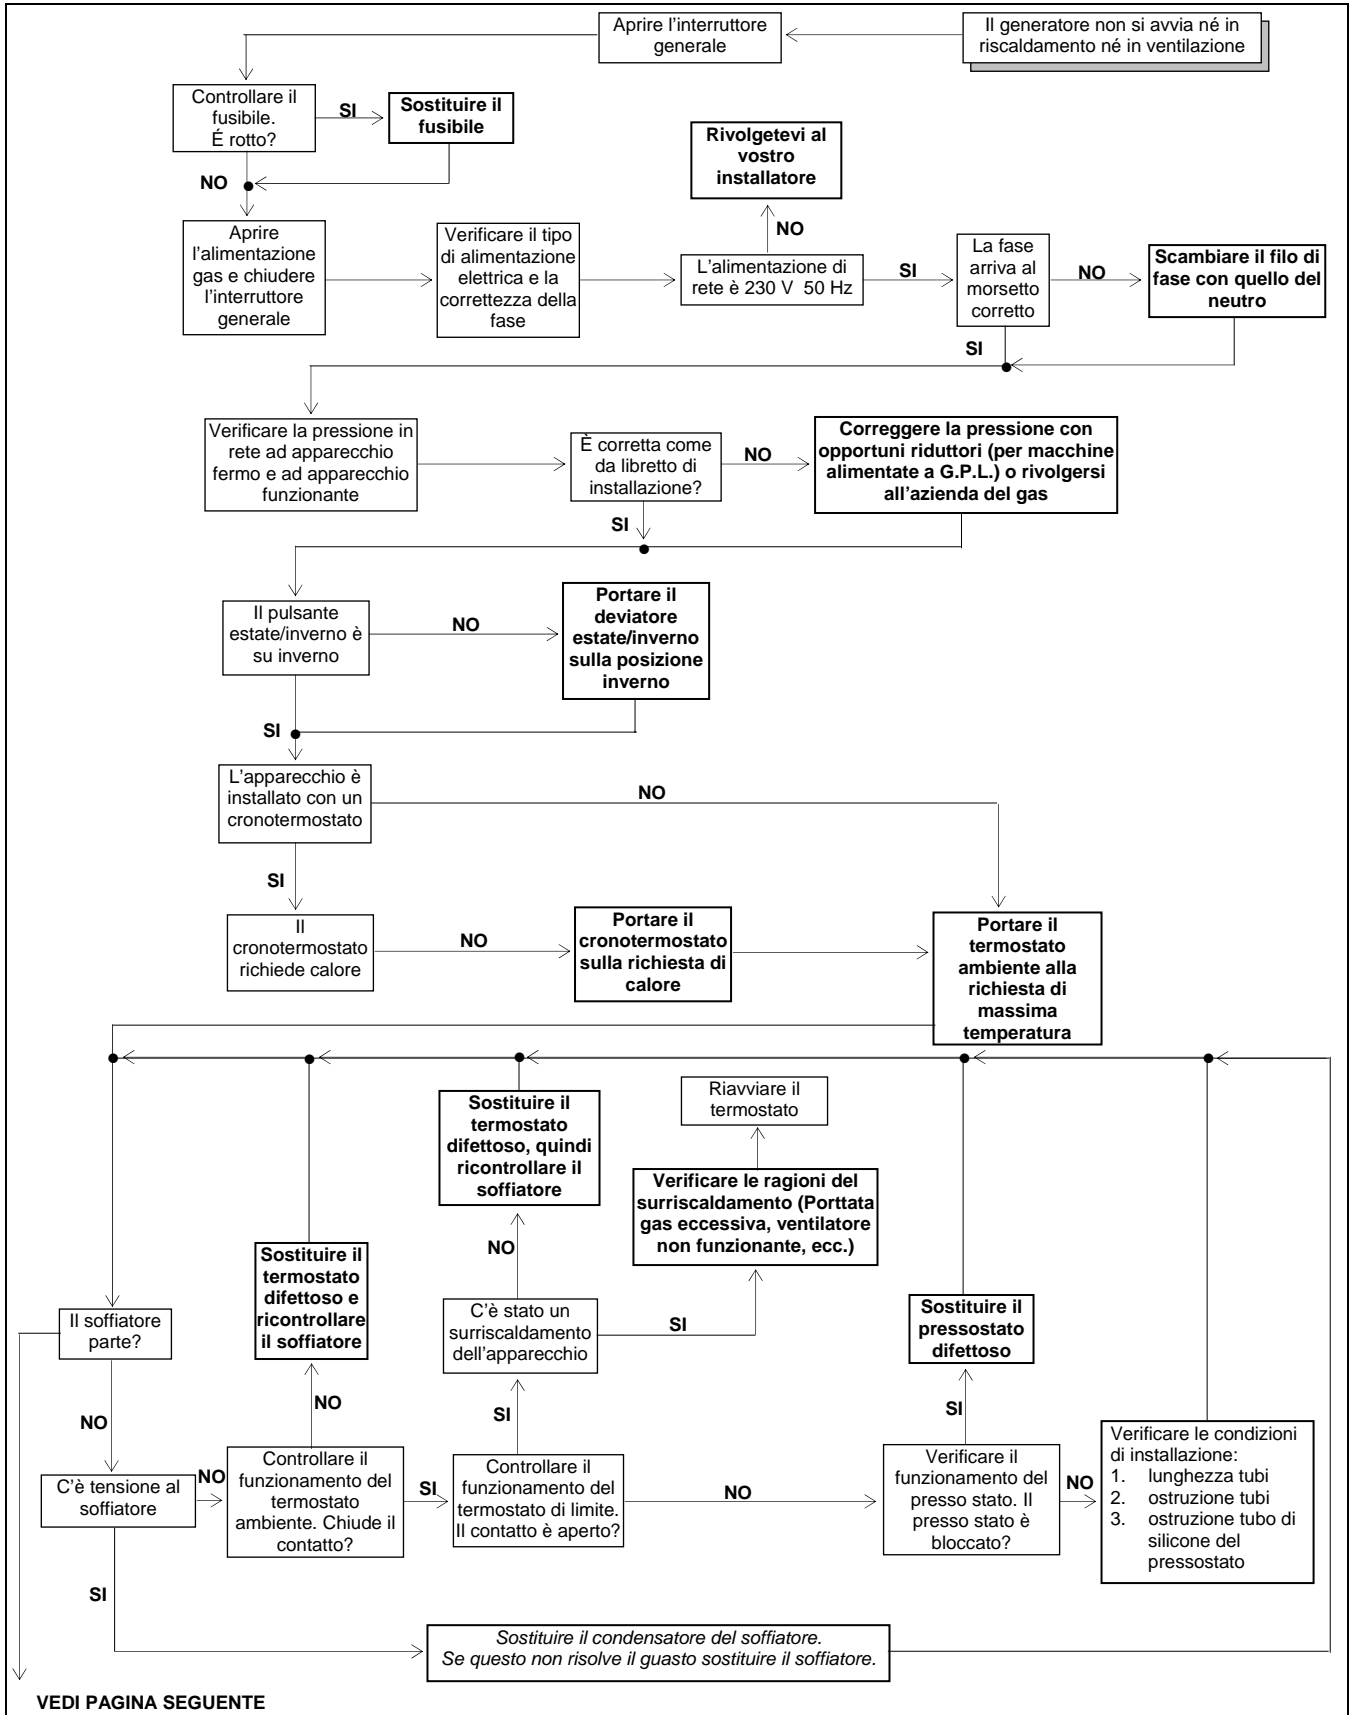 Aprire l'interruttore
generale
Il generatore non si avvia né in
riscaldamento né in ventilazione
Controllare il
fusibile.
É rotto?
SI
Sostituire il
fusibile
Rivolgetevi al
vostro
installatore
NO
NO
Aprire
l'alimentazione
gas e chiudere
l'interruttore
generale
Verificare il tipo
di alimentazione
elettrica e la
correttezza della
fase
L'alimentazione di
rete è 230 V 50 Hz
SI
La fase
arriva al
morsetto
corretto
NO
Scambiare il filo di
fase con quello del
neutro
SI
Verificare la pressione in
rete ad apparecchio
fermo e ad apparecchio
funzionante
È corretta come
da libretto di
installazione?
NO
Correggere la pressione con
opportuni riduttori (per macchine
alimentate a G.P.L.) o rivolgersi
all'azienda del gas
SI
Il pulsante
estate/inverno è
su inverno
NO
Portare il
deviatore
estate/inverno
sulla posizione
inverno
SI
L'apparecchio è
installato con un
cronotermostato
NO
SI
Il
cronotermostato
richiede calore
NO
Portare il
cronotermostato
sulla richiesta di
calore
Portare il
termostato
ambiente alla
richiesta di
massima
temperatura
Riavviare il
termostato
Sostituire il
termostato
difettoso, quindi
ricontrollare il
soffiatore
Verificare le ragioni del
surriscaldamento (Porttata
gas eccessiva, ventilatore
non funzionante, ecc.)
NO
Sostituire il
termostato
difettoso e
ricontrollare
il soffiatore
Il soffiatore
parte?
C'è stato un
surriscaldamento
dell'apparecchio
SI
Sostituire il
pressostato
difettoso
NO
NO
SI
SI
C'è tensione al
soffiatore
NO
Controllare il
funzionamento del
termostato
ambiente. Chiude il
contatto?
SI
Controllare il
funzionamento del
termostato di limite.
Il contatto è aperto?
NO
Verificare il
funzionamento del
presso stato. Il
presso stato è
bloccato?
NO
Verificare le condizioni
di installazione:
1. lunghezza tubi
2. ostruzione tubi
3. ostruzione tubo di
silicone del
pressostato
SI
Sostituire il condensatore del soffiatore.
Se questo non risolve il guasto sostituire il soffiatore.
VEDI PAGINA SEGUENTE